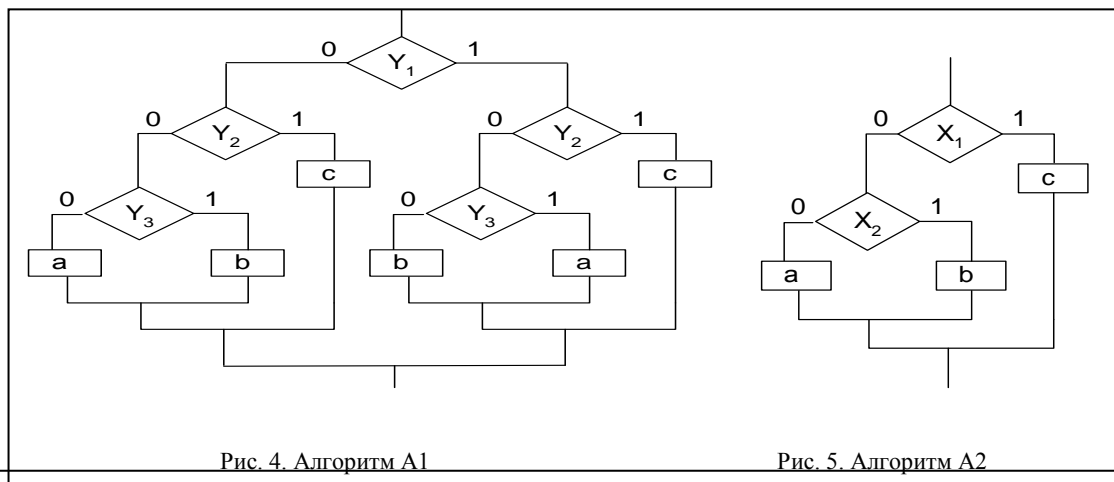 0 Y1 1
0 Y2 1 0 Y2 1
c c
0 Y3 1 0 Y3 1
a b b a
0 X1 1
c
0 X2 1
a b
Рис. 4. Алгоритм А1
Рис. 5. Алгоритм А2